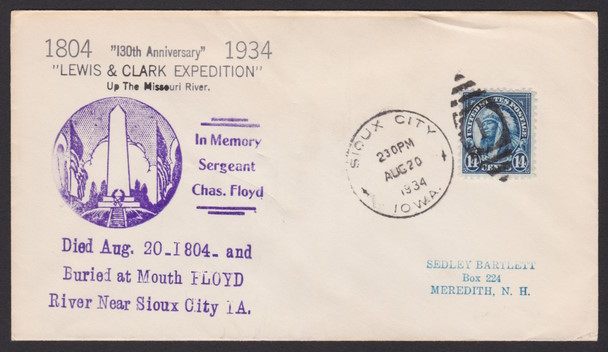 1804 "130th Anniversary" 1934
"LEWIS & CLARK EXPEDITION"
Up The Missouri River.
In Memory
Sergeant
Chas. Floyd
Died Aug. 20-1804- and
Buried at Mouth FLOYD
River Near Sioux City IA.
SIOUX CITY
230PM
AUG 20
1934
IOWA.
UNITED STATES POSTAGE
14 CENTS 14
SEDLEY BARTLETT
Box 224
MEREDITH, N. H.